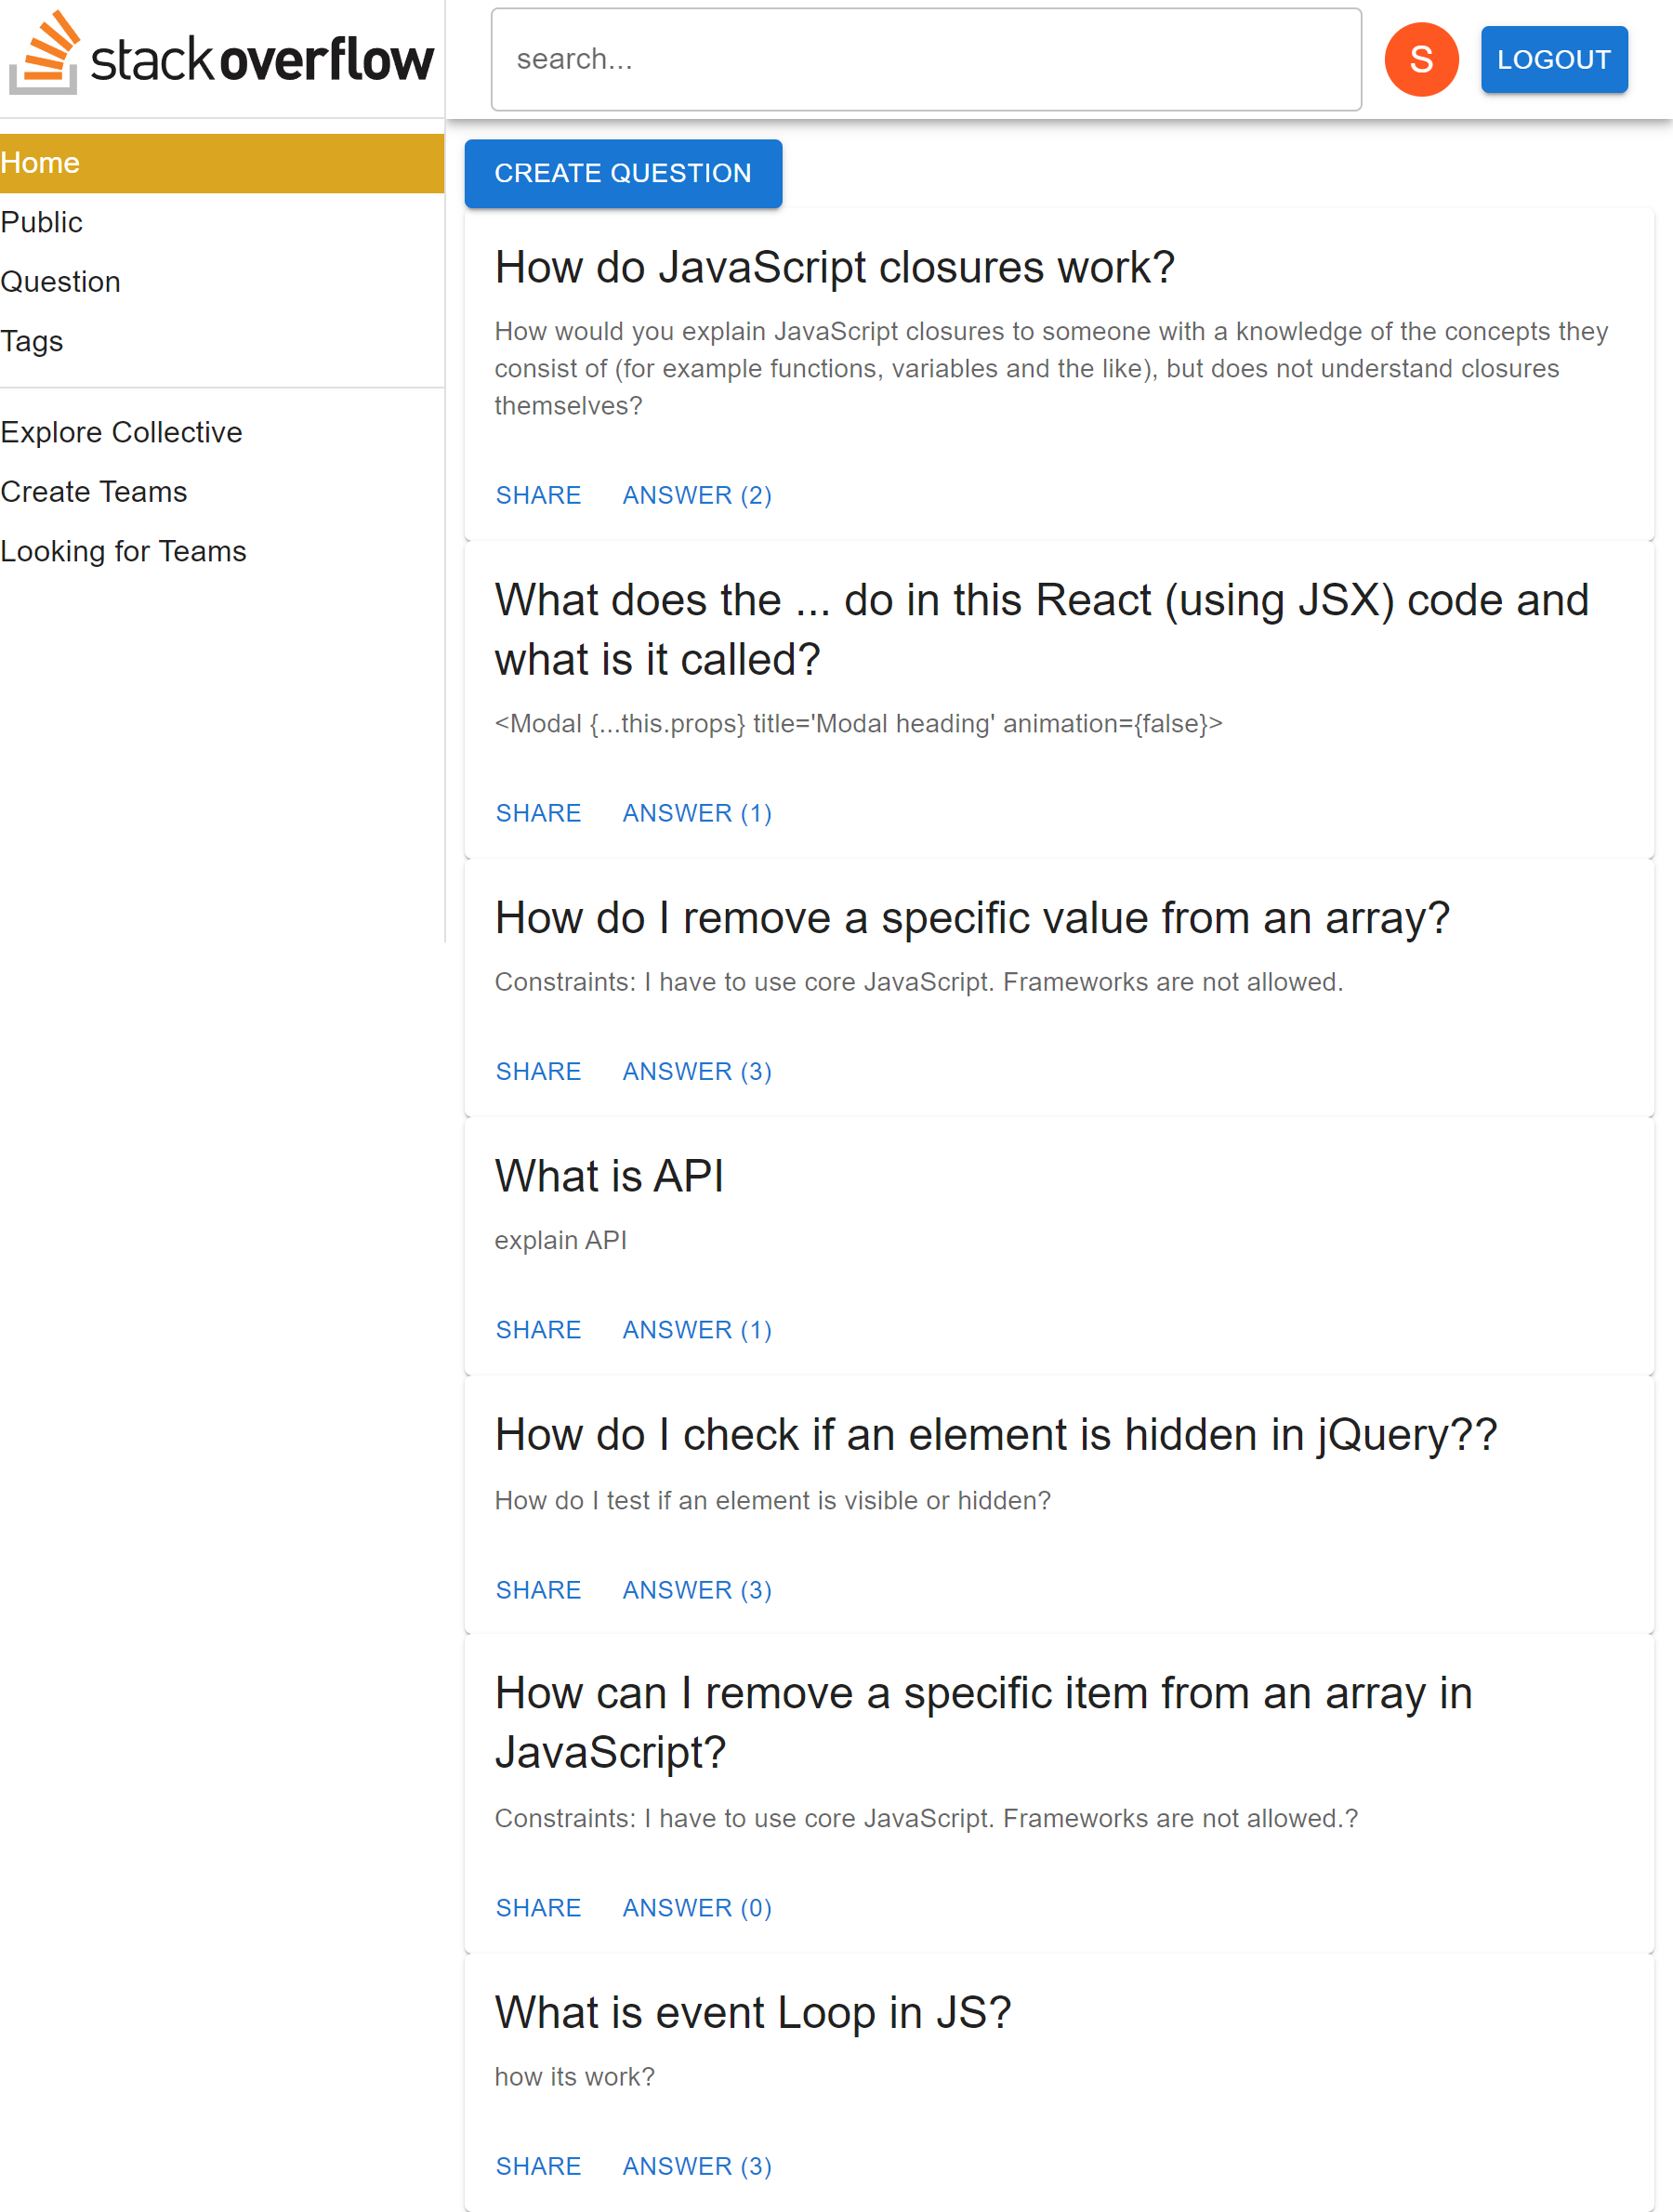 stack overflow
search...
S
LOGOUT
Home
Public
Question
Tags
Explore Collective
Create Teams
Looking for Teams
CREATE QUESTION
How do JavaScript closures work?
How would you explain JavaScript closures to someone with a knowledge of the concepts they
consist of (for example functions, variables and the like), but does not understand closures
themselves?
SHARE ANSWER (2)
What does the ... do in this React (using JSX) code and
what is it called?
<Modal {...this.props} title='Modal heading' animation={false}>
SHARE ANSWER (1)
How do I remove a specific value from an array?
Constraints: I have to use core JavaScript. Frameworks are not allowed.
SHARE ANSWER (3)
What is API
explain API
SHARE ANSWER (1)
How do I check if an element is hidden in jQuery??
How do I test if an element is visible or hidden?
SHARE ANSWER (3)
How can I remove a specific item from an array in
JavaScript?
Constraints: I have to use core JavaScript. Frameworks are not allowed.?
SHARE ANSWER (0)
What is event Loop in JS?
how its work?
SHARE ANSWER (3)